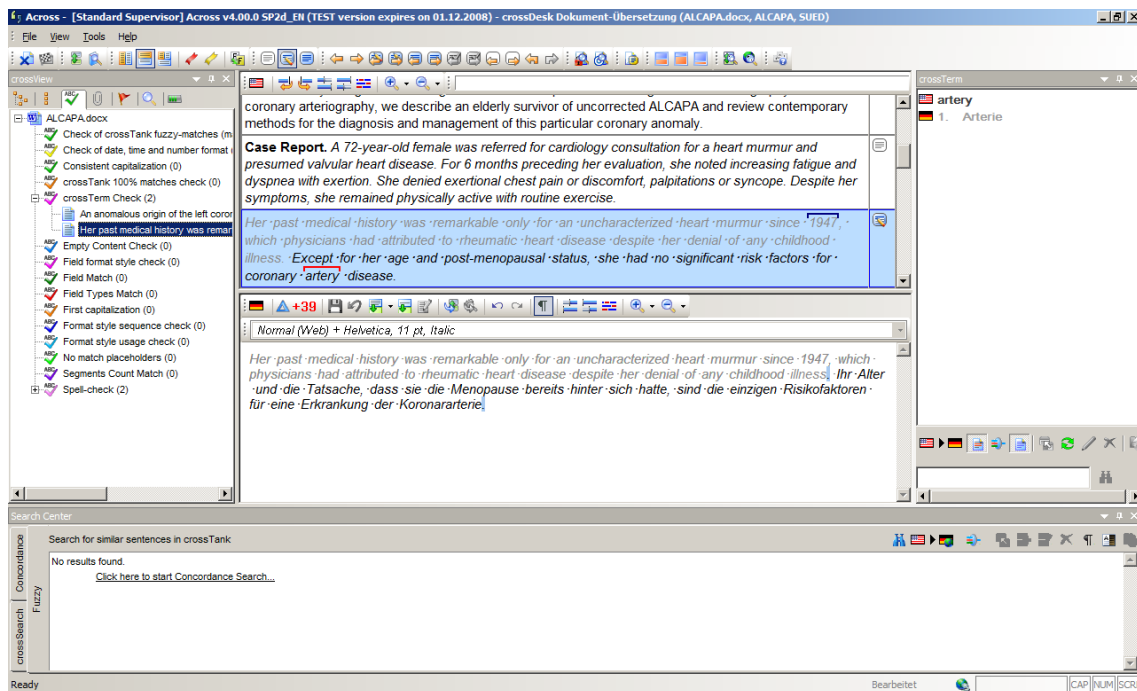 Across - [Standard Supervisor] Across v4.00.0 SP2d_EN (TEST version expires on 01.12.2008) - crossDesk Dokument-Übersetzung (ALCAPA.docx, ALCAPA, SUED)
File View Tools Help
crossView
ALCAPA.docx
Check of crossTank fuzzy-matches (m
Check of date, time and number format
Consistent capitalization (0)
crossTank 100% matches check (0)
crossTerm Check (2)
An anomalous origin of the left coror
Her past medical history was remar
Empty Content Check (0)
Field format style check (0)
Field Match (0)
Field Types Match (0)
First capitalization (0)
Format style sequence check (0)
Format style usage check (0)
No match placeholders (0)
Segments Count Match (0)
Spell-check (2)
coronary arteriography, we describe an elderly survivor of uncorrected ALCAPA and review contemporary
methods for the diagnosis and management of this particular coronary anomaly.
Case Report. A 72-year-old female was referred for cardiology consultation for a heart murmur and
presumed valvular heart disease. For 6 months preceding her evaluation, she noted increasing fatigue and
dyspnea with exertion. She denied exertional chest pain or discomfort, palpitations or syncope. Despite her
symptoms, she remained physically active with routine exercise.
Her·past·medical·history·was·remarkable·only·for·an·uncharacterized·heart·murmur·since·1947,·
which·physicians·had·attributed·to·rheumatic·heart·disease·despite·her·denial·of·any·childhood·
illness.·Except·for·her·age·and·post-menopausal·status,·she·had·no·significant·risk·factors·for·
coronary·artery·disease.
+39
Normal (Web) + Helvetica, 11 pt, Italic
Her·past·medical·history·was·remarkable·only·for·an·uncharacterized·heart·murmur·since·1947,·which·
physicians·had·attributed·to·rheumatic·heart·disease·despite·her·denial·of·any·childhood·illness.·Ihr·Alter
·und·die·Tatsache,·dass·sie·die·Menopause·bereits·hinter·sich·hatte,·sind·die·einzigen·Risikofaktoren·
für·eine·Erkrankung·der·Koronararterie.
crossTerm
artery
1. Arterie
Search Center
Concordance
crossSearch
Fuzzy
Search for similar sentences in crossTank
No results found.
Click here to start Concordance Search...
Ready
Bearbeitet
CAP NUM SCR